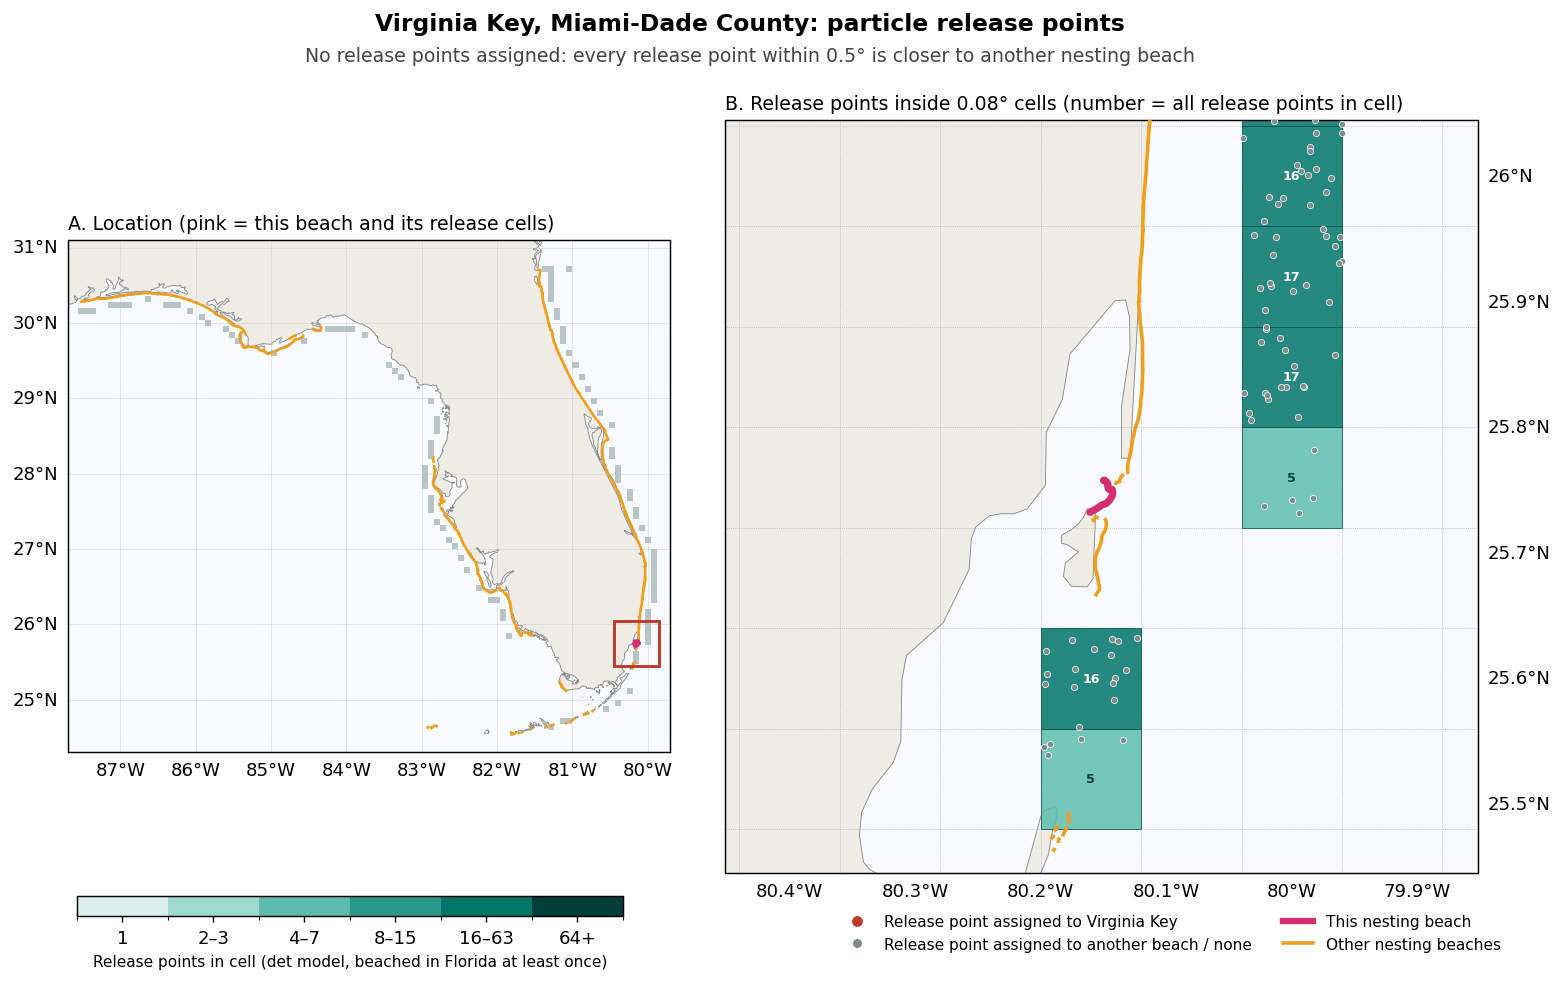 Virginia Key, Miami-Dade County: particle release points
No release points assigned: every release point within 0.5° is closer to another nesting beach
A. Location (pink = this beach and its release cells)
31°N
30°N
29°N
28°N
27°N
26°N
25°N
87°W 86°W 85°W 84°W 83°W 82°W 81°W 80°W
1 2–3 4–7 8–15 16–63 64+
Release points in cell (det model, beached in Florida at least once)
B. Release points inside 0.08° cells (number = all release points in cell)
16
17
17
5
16
5
26°N
25.9°N
25.8°N
25.7°N
25.6°N
25.5°N
80.4°W 80.3°W 80.2°W 80.1°W 80°W 79.9°W
Release point assigned to Virginia Key
Release point assigned to another beach / none
This nesting beach
Other nesting beaches